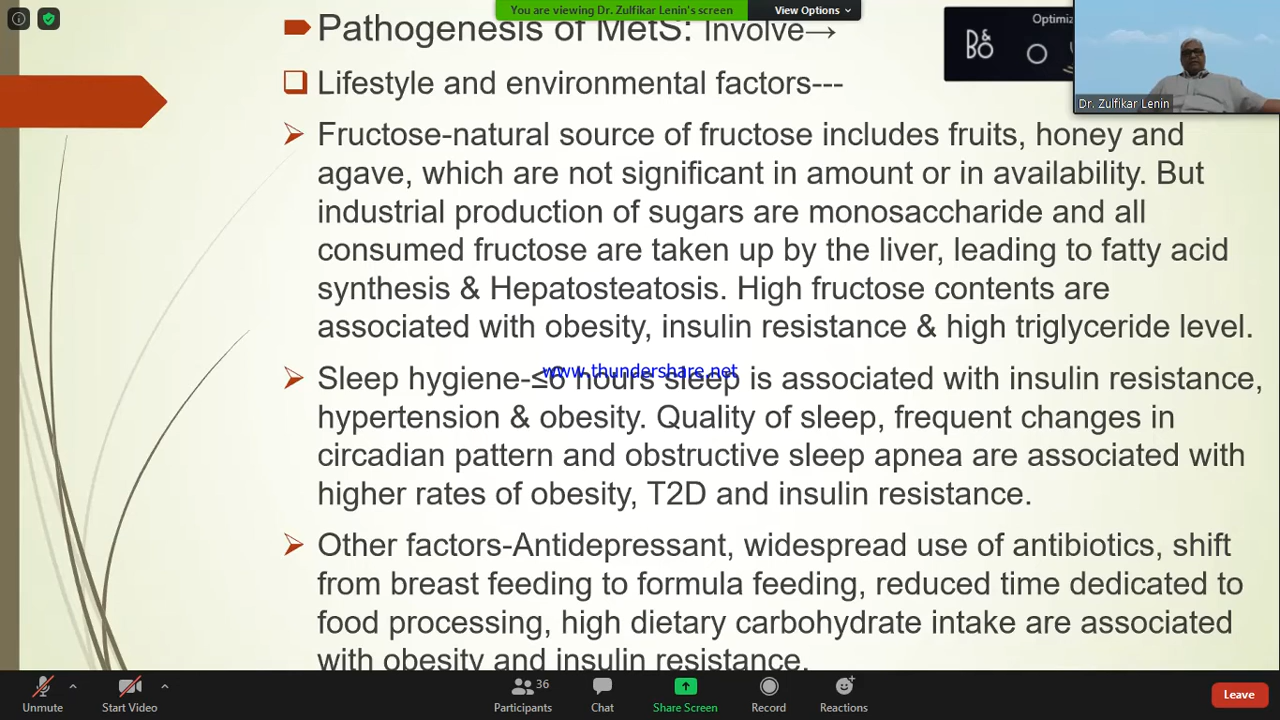 You are viewing Dr. Zulfikar Lenin's screen
View Options
Pathogenesis of MetS: Involve→
Optimiz
D&
BO
Dr. Zulfikar Lenin
Lifestyle and environmental factors---
Fructose-natural source of fructose includes fruits, honey and
agave, which are not significant in amount or in availability. But
industrial production of sugars are monosaccharide and all
consumed fructose are taken up by the liver, leading to fatty acid
synthesis & Hepatosteatosis. High fructose contents are
associated with obesity, insulin resistance & high triglyceride level.
www.thundershare.net
Sleep hygiene-≤6 hours sleep is associated with insulin resistance,
hypertension & obesity. Quality of sleep, frequent changes in
circadian pattern and obstructive sleep apnea are associated with
higher rates of obesity, T2D and insulin resistance.
Other factors-Antidepressant, widespread use of antibiotics, shift
from breast feeding to formula feeding, reduced time dedicated to
food processing, high dietary carbohydrate intake are associated
with obesity and insulin resistance.
Unmute
Start Video
36
Participants
Chat
Share Screen
Record
Reactions
Leave